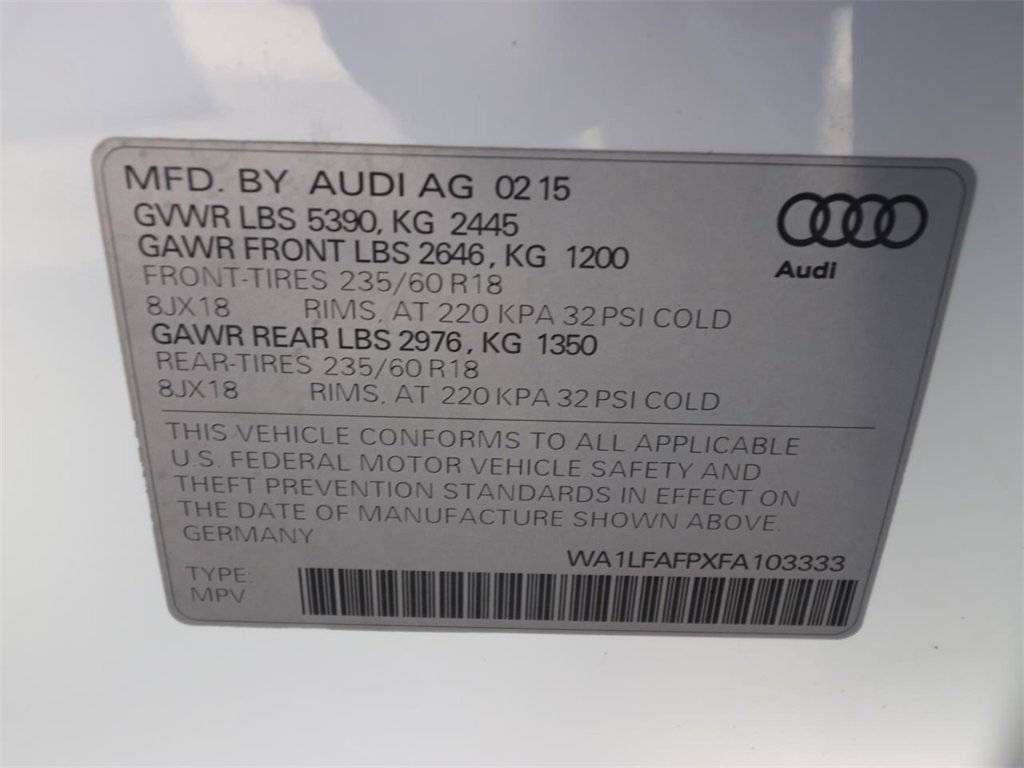 MFD. BY AUDI AG 02 15
GVWR LBS 5390, KG 2445
GAWR FRONT LBS 2646, KG 1200
FRONT-TIRES 235/60 R18
8JX18 RIMS, AT 220 KPA 32 PSI COLD
GAWR REAR LBS 2976, KG 1350
REAR-TIRES 235/60 R18
8JX18 RIMS, AT 220 KPA 32 PSI COLD
Audi
THIS VEHICLE CONFORMS TO ALL APPLICABLE
U.S. FEDERAL MOTOR VEHICLE SAFETY AND
THEFT PREVENTION STANDARDS IN EFFECT ON
THE DATE OF MANUFACTURE SHOWN ABOVE.
GERMANY
WA1LFAFPXFA103333
TYPE:
MPV